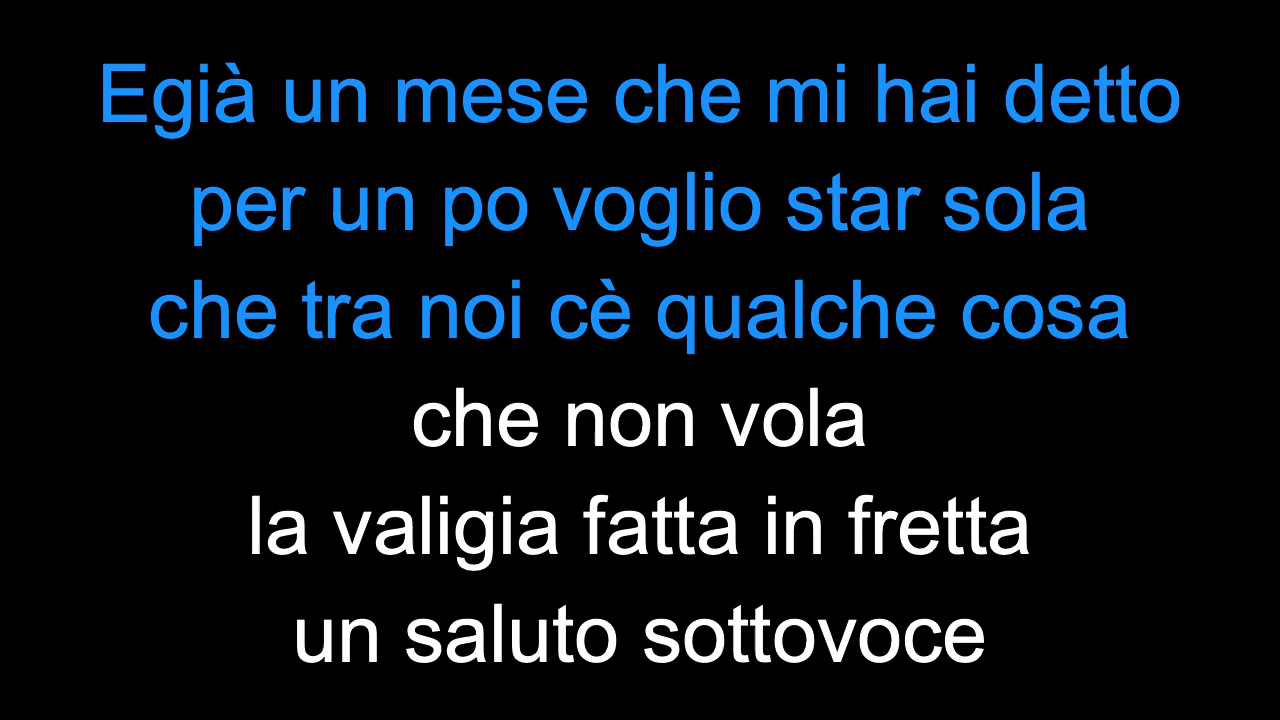 Egià un mese che mi hai detto
per un po voglio star sola
che tra noi cè qualche cosa
che non vola
la valigia fatta in fretta
un saluto sottovoce